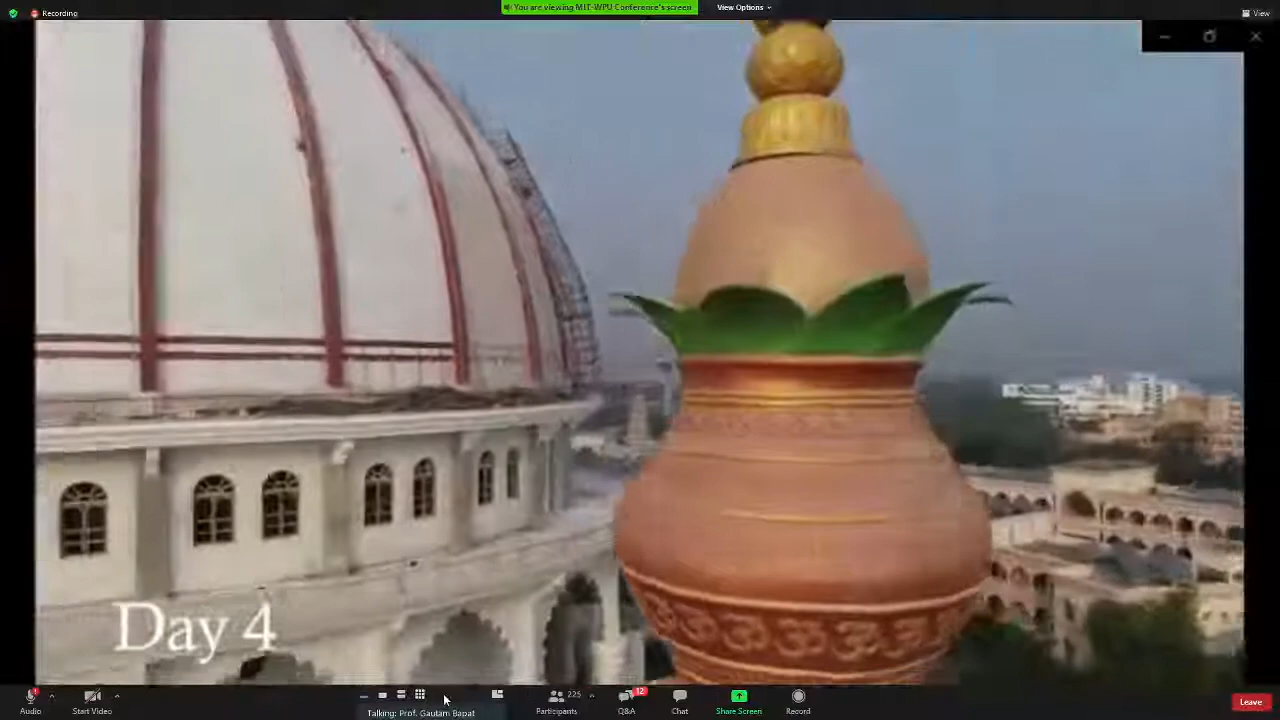 Recording
You are viewing MIT-WPU Conference's screen
View Options
View
Day 4
ॐ ॐ ॐ ॐ ॐ
Audio
Start Video
Talking: Prof. Gautam Bapat
Participants
225
Q&A
12
Chat
Share Screen
Record
Leave